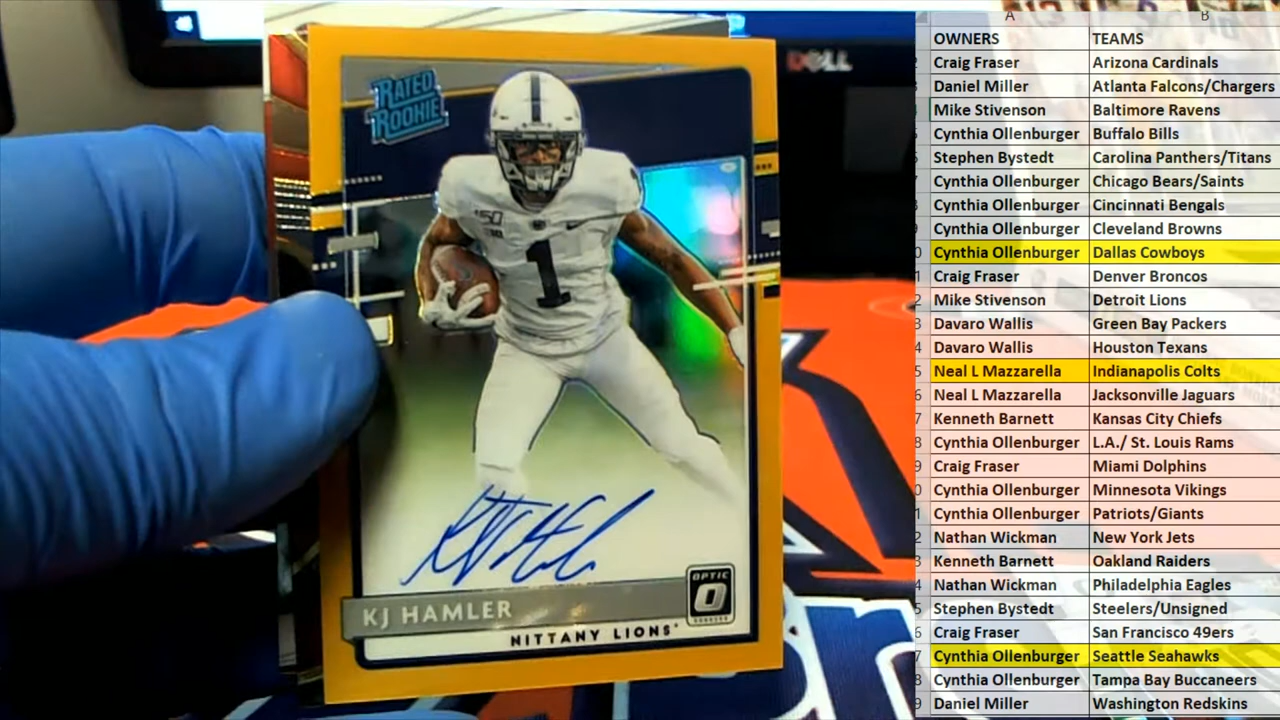 DELL
RATED
ROOKIE
150
1
1
KJ HAMLER
OPTIC
DONRUSS
NITTANY LIONS
A B
OWNERS TEAMS
Craig Fraser Arizona Cardinals
Daniel Miller Atlanta Falcons/Chargers
Mike Stivenson Baltimore Ravens
Cynthia Ollenburger Buffalo Bills
Stephen Bystedt Carolina Panthers/Titans
Cynthia Ollenburger Chicago Bears/Saints
Cynthia Ollenburger Cincinnati Bengals
Cynthia Ollenburger Cleveland Browns
Cynthia Ollenburger Dallas Cowboys
Craig Fraser Denver Broncos
Mike Stivenson Detroit Lions
Davaro Wallis Green Bay Packers
Davaro Wallis Houston Texans
Neal L Mazzarella Indianapolis Colts
Neal L Mazzarella Jacksonville Jaguars
Kenneth Barnett Kansas City Chiefs
Cynthia Ollenburger L.A./ St. Louis Rams
Craig Fraser Miami Dolphins
Cynthia Ollenburger Minnesota Vikings
Cynthia Ollenburger Patriots/Giants
Nathan Wickman New York Jets
Kenneth Barnett Oakland Raiders
Nathan Wickman Philadelphia Eagles
Stephen Bystedt Steelers/Unsigned
Craig Fraser San Francisco 49ers
Cynthia Ollenburger Seattle Seahawks
Cynthia Ollenburger Tampa Bay Buccaneers
Daniel Miller Washington Redskins